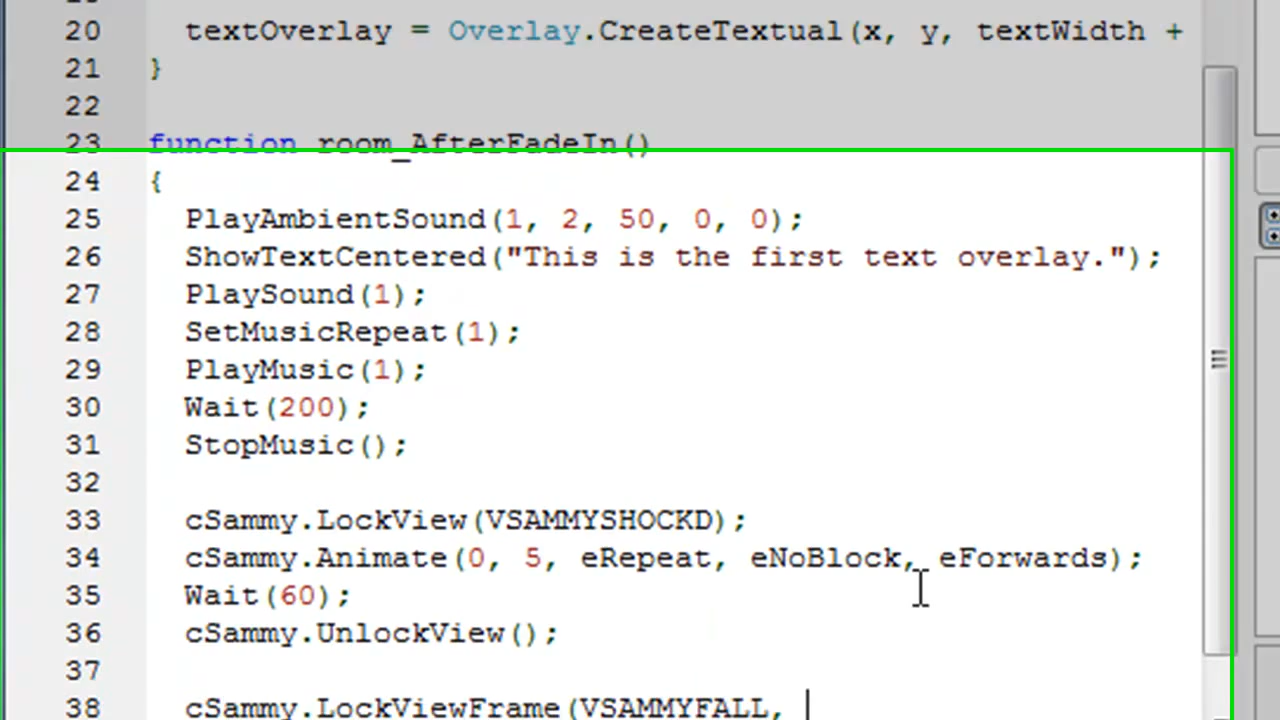 20 textOverlay = Overlay.CreateTextual(x, y, textWidth +
21 }
22
23 function room_AfterFadeIn()
24 {
25 PlayAmbientSound(1, 2, 50, 0, 0);
26 ShowTextCentered("This is the first text overlay.");
27 PlaySound(1);
28 SetMusicRepeat(1);
29 PlayMusic(1);
30 Wait(200);
31 StopMusic();
32
33 cSammy.LockView(VSAMMYSHOCKD);
34 cSammy.Animate(0, 5, eRepeat, eNoBlock, eForwards);
35 Wait(60);
36 cSammy.UnlockView();
37
38 cSammy.LockViewFrame(VSAMMYFALL,